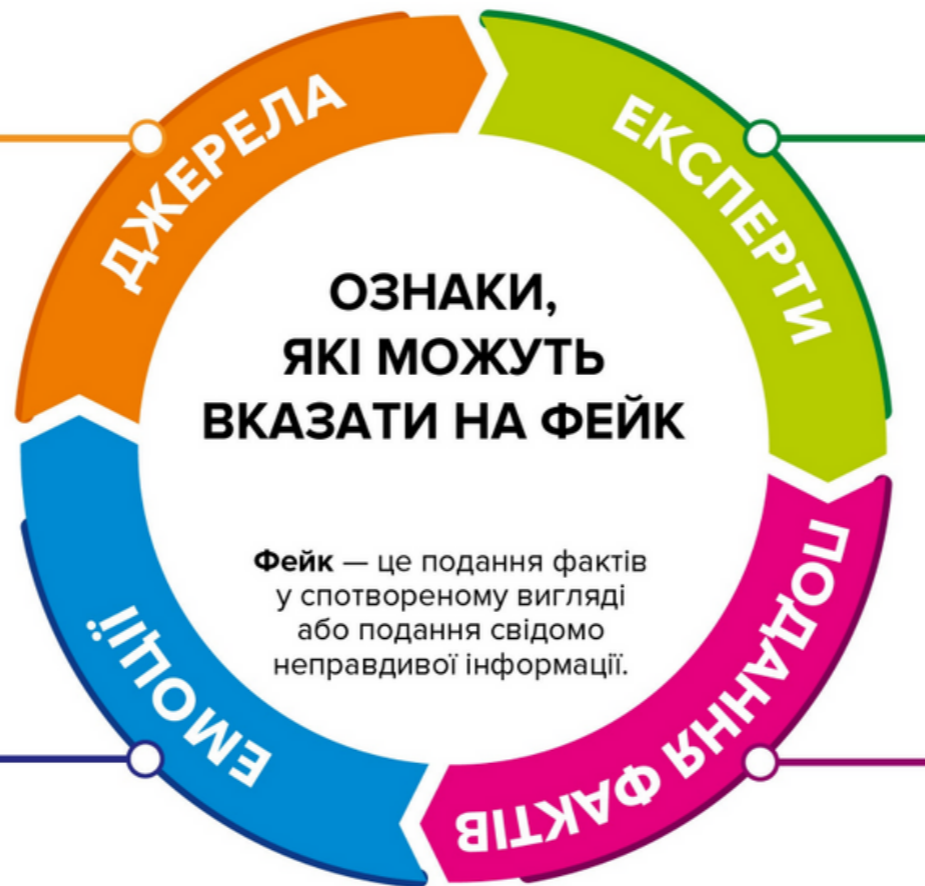 ДЖЕРЕЛА
ЕКСПЕРТИ
ОЗНАКИ,
ЯКІ МОЖУТЬ
ВКАЗАТИ НА ФЕЙК
Фейк — це подання фактів
у спотвореному вигляді
або подання свідомо
неправдивої інформації.
ЕМОЦІЇ
ПОДАННЯ ФАКТІВ